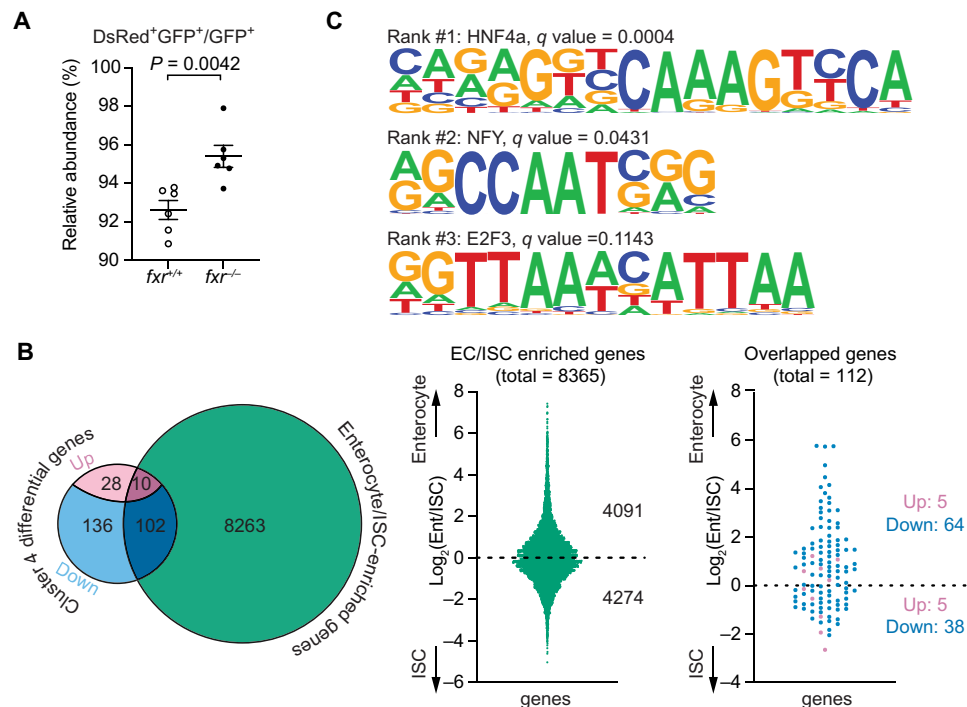 A
DsRed⁺GFP⁺/GFP⁺
P = 0.0042
Relative abundance (%)
100
98
96
94
92
90
fxr⁺/⁺
fxr⁻/⁻
C
Rank #1: HNF4a, q value = 0.0004
Rank #2: NFY, q value = 0.0431
Rank #3: E2F3, q value =0.1143
B
Cluster 4 differential genes
Up
Down
28
10
136
102
8263
Enterocyte/ISC-enriched genes
EC/ISC enriched genes
(total = 8365)
Enterocyte
Log₂(Ent/ISC)
ISC
8
6
4
2
0
–2
–4
–6
4091
4274
genes
Overlapped genes
(total = 112)
Enterocyte
Log₂(Ent/ISC)
ISC
8
6
4
2
0
–2
–4
Up: 5
Down: 64
Up: 5
Down: 38
genes